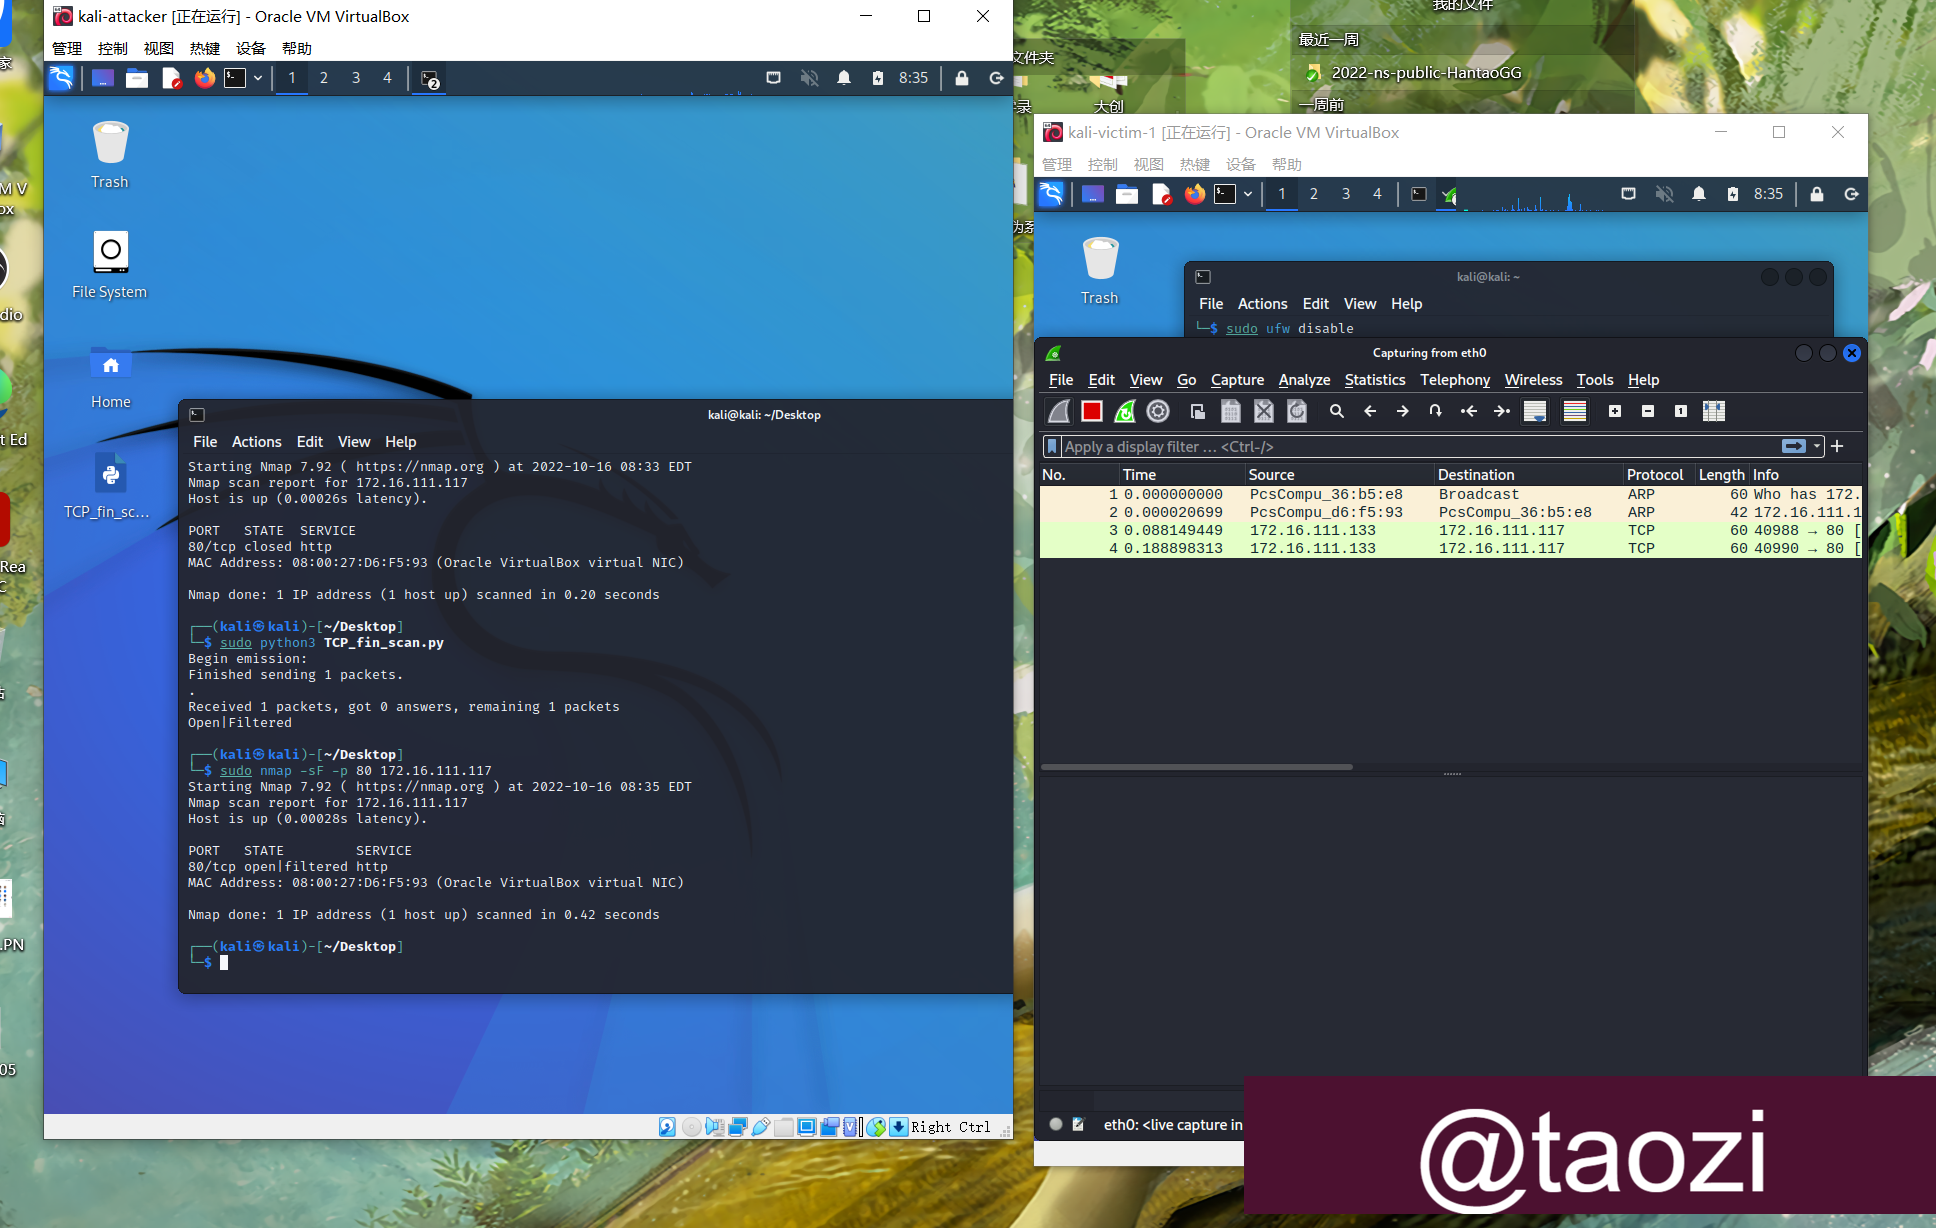 kali-attacker [正在运行] - Oracle VM VirtualBox
管理 控制 视图 热键 设备 帮助
1 2 3 4
2
8:35
Trash
File System
Home
TCP_fin_sc...
kali@kali: ~/Desktop
File Actions Edit View Help
Starting Nmap 7.92 ( https://nmap.org ) at 2022-10-16 08:33 EDT
Nmap scan report for 172.16.111.117
Host is up (0.00026s latency).
PORT STATE SERVICE
80/tcp closed http
MAC Address: 08:00:27:D6:F5:93 (Oracle VirtualBox virtual NIC)
Nmap done: 1 IP address (1 host up) scanned in 0.20 seconds
┌──(kali㉿kali)-[~/Desktop]
└─$ sudo python3 TCP_fin_scan.py
Begin emission:
Finished sending 1 packets.
.
Received 1 packets, got 0 answers, remaining 1 packets
Open|Filtered
┌──(kali㉿kali)-[~/Desktop]
└─$ sudo nmap -sF -p 80 172.16.111.117
Starting Nmap 7.92 ( https://nmap.org ) at 2022-10-16 08:35 EDT
Nmap scan report for 172.16.111.117
Host is up (0.00028s latency).
PORT STATE SERVICE
80/tcp open|filtered http
MAC Address: 08:00:27:D6:F5:93 (Oracle VirtualBox virtual NIC)
Nmap done: 1 IP address (1 host up) scanned in 0.42 seconds
┌──(kali㉿kali)-[~/Desktop]
└─$
Right Ctrl
我的文件
最近一周
2022-ns-public-HantaoGG
一周前
文件夹
大创
kali-victim-1 [正在运行] - Oracle VM VirtualBox
管理 控制 视图 热键 设备 帮助
1 2 3 4
8:35
Trash
kali@kali: ~
File Actions Edit View Help
└─$ sudo ufw disable
Capturing from eth0
File Edit View Go Capture Analyze Statistics Telephony Wireless Tools Help
Apply a display filter … <Ctrl-/>
No. Time Source Destination Protocol Length Info
1 0.000000000 PcsCompu_36:b5:e8 Broadcast ARP 60 Who has 172.
2 0.000020699 PcsCompu_d6:f5:93 PcsCompu_36:b5:e8 ARP 42 172.16.111.1
3 0.088149449 172.16.111.133 172.16.111.117 TCP 60 40988 → 80 [
4 0.188898313 172.16.111.133 172.16.111.117 TCP 60 40990 → 80 [
eth0: <live capture in
@taozi